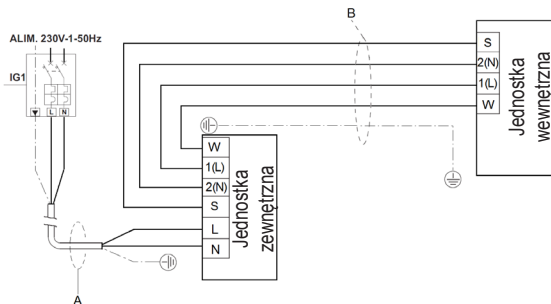 B
ALIM. 230V-1-50Hz
IG1
L N
S
2(N)
1(L)
W
Jednostka
wewnętrzna
W
1(L)
2(N)
S
L
N
Jednostka
zewnętrzna
A